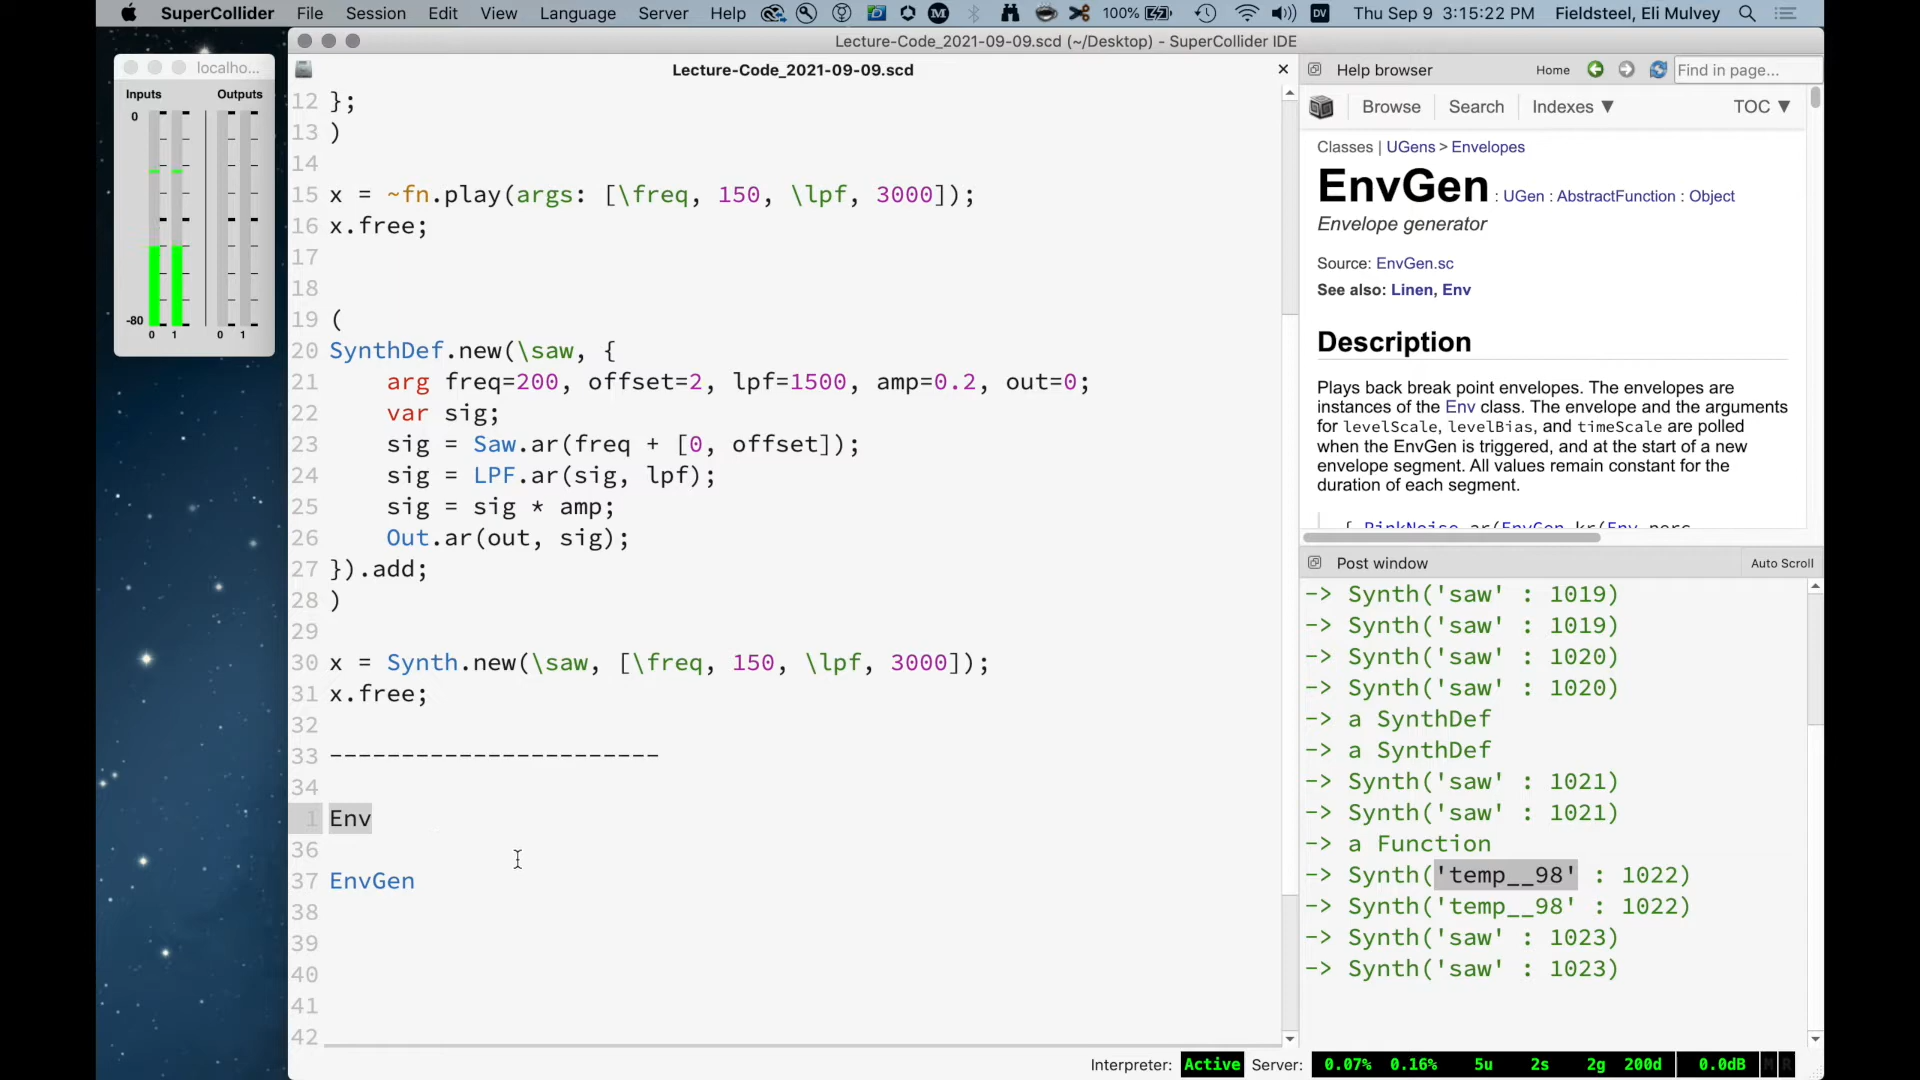 SuperCollider File Session Edit View Language Server Help 100% Thu Sep 9 3:15:22 PM Fieldsteel, Eli Mulvey
Lecture-Code_2021-09-09.scd (~/Desktop) - SuperCollider IDE
localho...
Inputs Outputs
0
-80
0 1 0 1
Lecture-Code_2021-09-09.scd
12 };
13 )
14
15 x = ~fn.play(args: [\freq, 150, \lpf, 3000]);
16 x.free;
17
18
19 (
20 SynthDef.new(\saw, {
21 arg freq=200, offset=2, lpf=1500, amp=0.2, out=0;
22 var sig;
23 sig = Saw.ar(freq + [0, offset]);
24 sig = LPF.ar(sig, lpf);
25 sig = sig * amp;
26 Out.ar(out, sig);
27 }).add;
28 )
29
30 x = Synth.new(\saw, [\freq, 150, \lpf, 3000]);
31 x.free;
32
33 -----------------------
34
1 Env
36
37 EnvGen
38
39
40
41
42
Help browser Home Find in page...
Browse Search Indexes ▼ TOC ▼
Classes | UGens > Envelopes
EnvGen : UGen : AbstractFunction : Object
Envelope generator
Source: EnvGen.sc
See also: Linen, Env
Description
Plays back break point envelopes. The envelopes are
instances of the Env class. The envelope and the arguments
for levelScale, levelBias, and timeScale are polled
when the EnvGen is triggered, and at the start of a new
envelope segment. All values remain constant for the
duration of each segment.
{ PinkNoise.ar(EnvGen.kr(Env.perc
Post window Auto Scroll
-> Synth('saw' : 1019)
-> Synth('saw' : 1019)
-> Synth('saw' : 1020)
-> Synth('saw' : 1020)
-> a SynthDef
-> a SynthDef
-> Synth('saw' : 1021)
-> Synth('saw' : 1021)
-> a Function
-> Synth('temp__98' : 1022)
-> Synth('temp__98' : 1022)
-> Synth('saw' : 1023)
-> Synth('saw' : 1023)
Interpreter: Active Server: 0.07% 0.16% 5u 2s 2g 200d 0.0dB M R